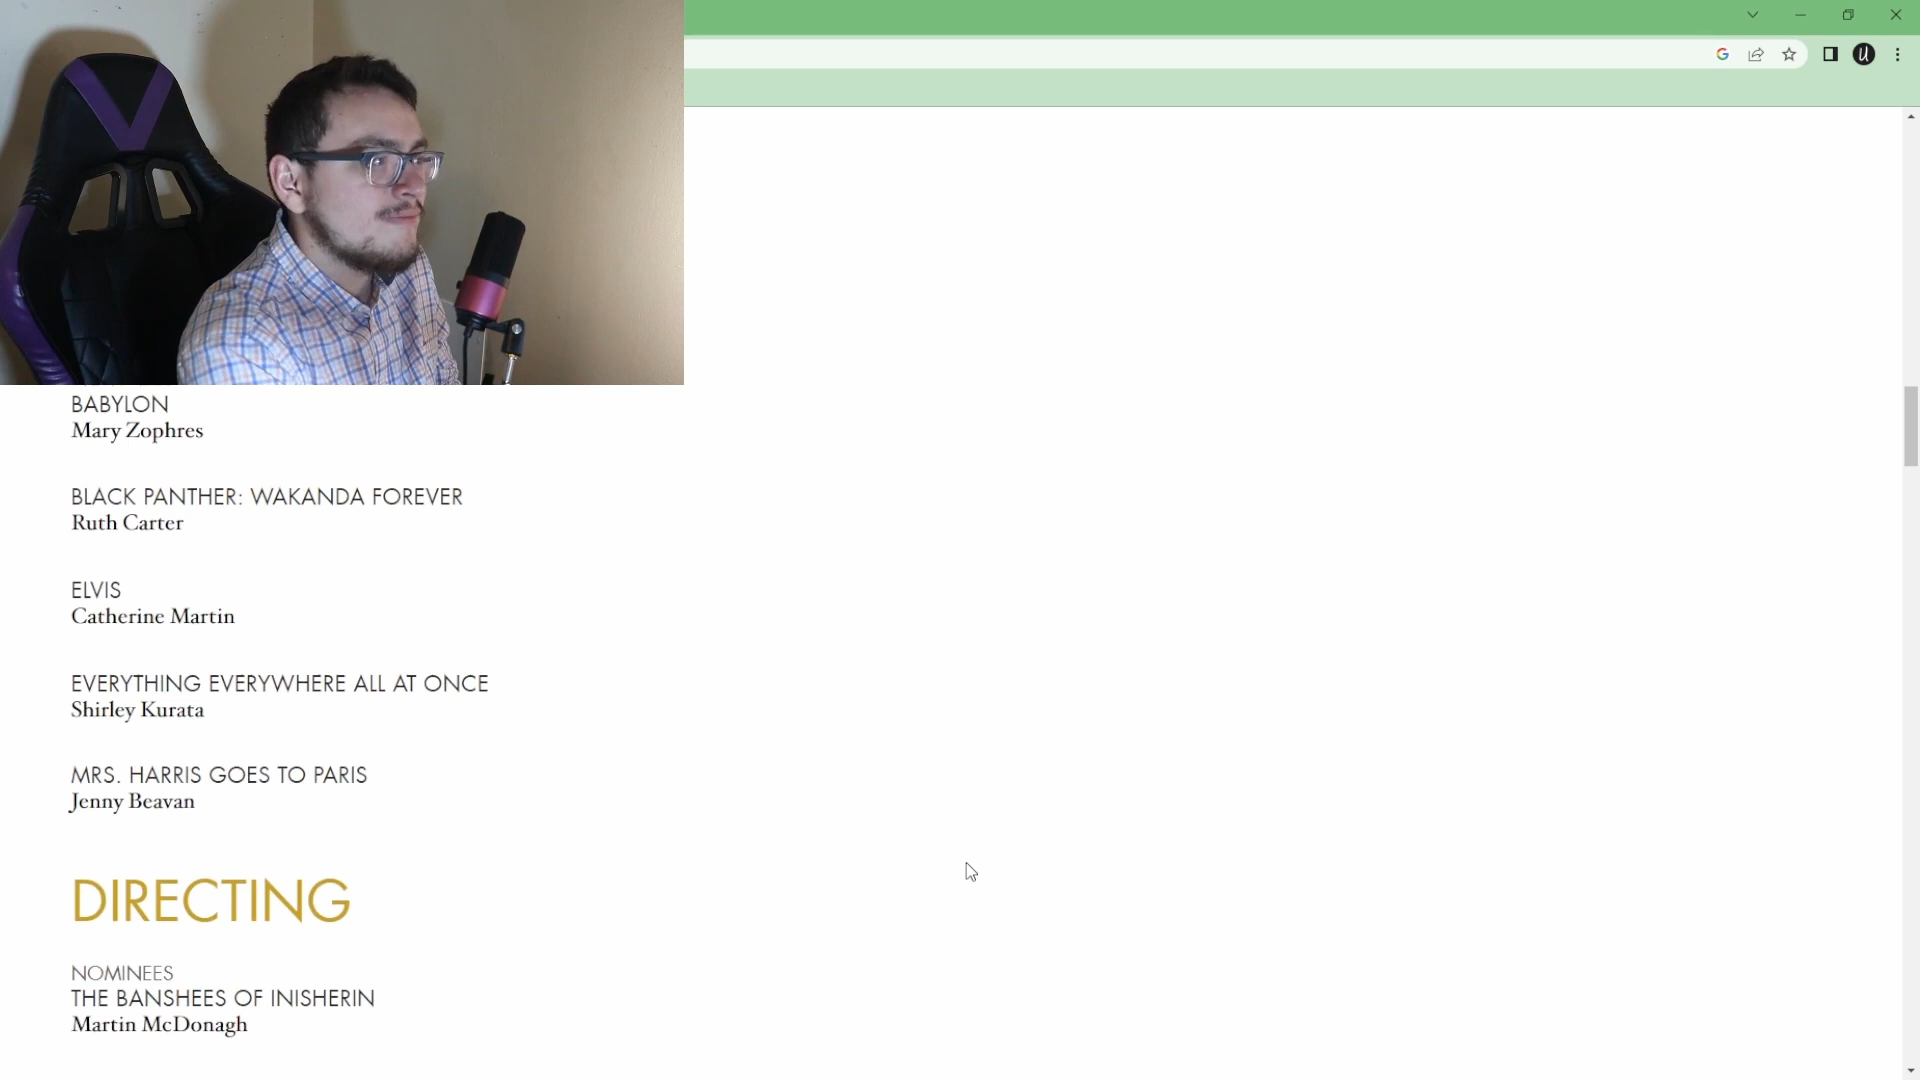 BABYLON
Mary Zophres
BLACK PANTHER: WAKANDA FOREVER
Ruth Carter
ELVIS
Catherine Martin
EVERYTHING EVERYWHERE ALL AT ONCE
Shirley Kurata
MRS. HARRIS GOES TO PARIS
Jenny Beavan
DIRECTING
NOMINEES
THE BANSHEES OF INISHERIN
Martin McDonagh